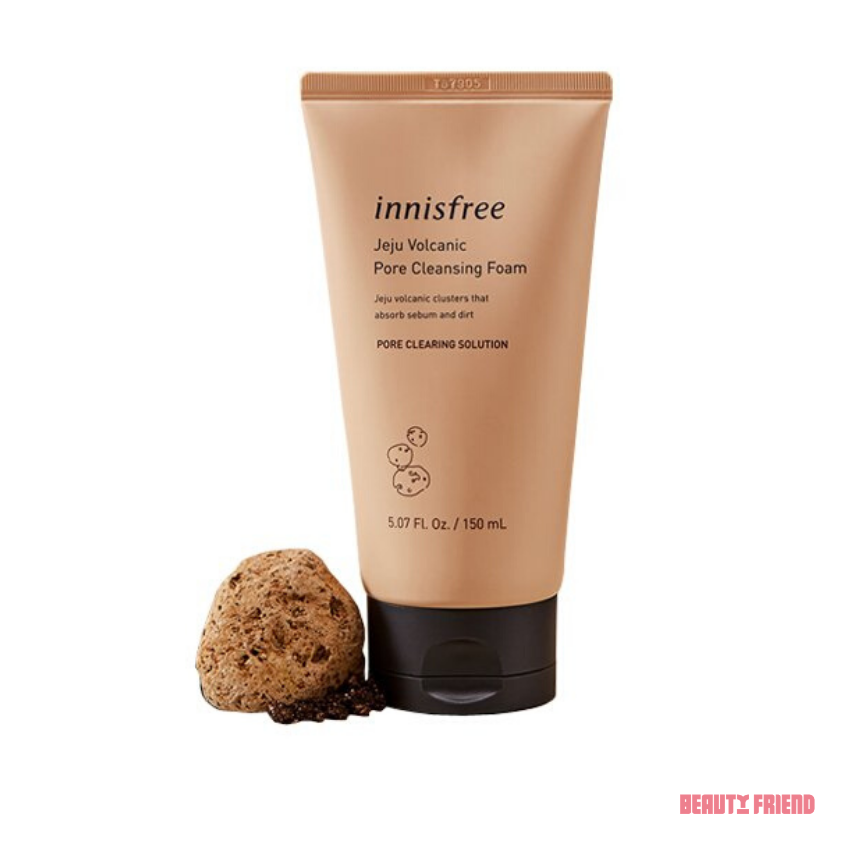 innisfree
Jeju Volcanic
Pore Cleansing Foam
Jeju volcanic clusters that
absorb sebum and dirt
PORE CLEARING SOLUTION
5.07 Fl. Oz. / 150 mL
BEAUTY FRIEND